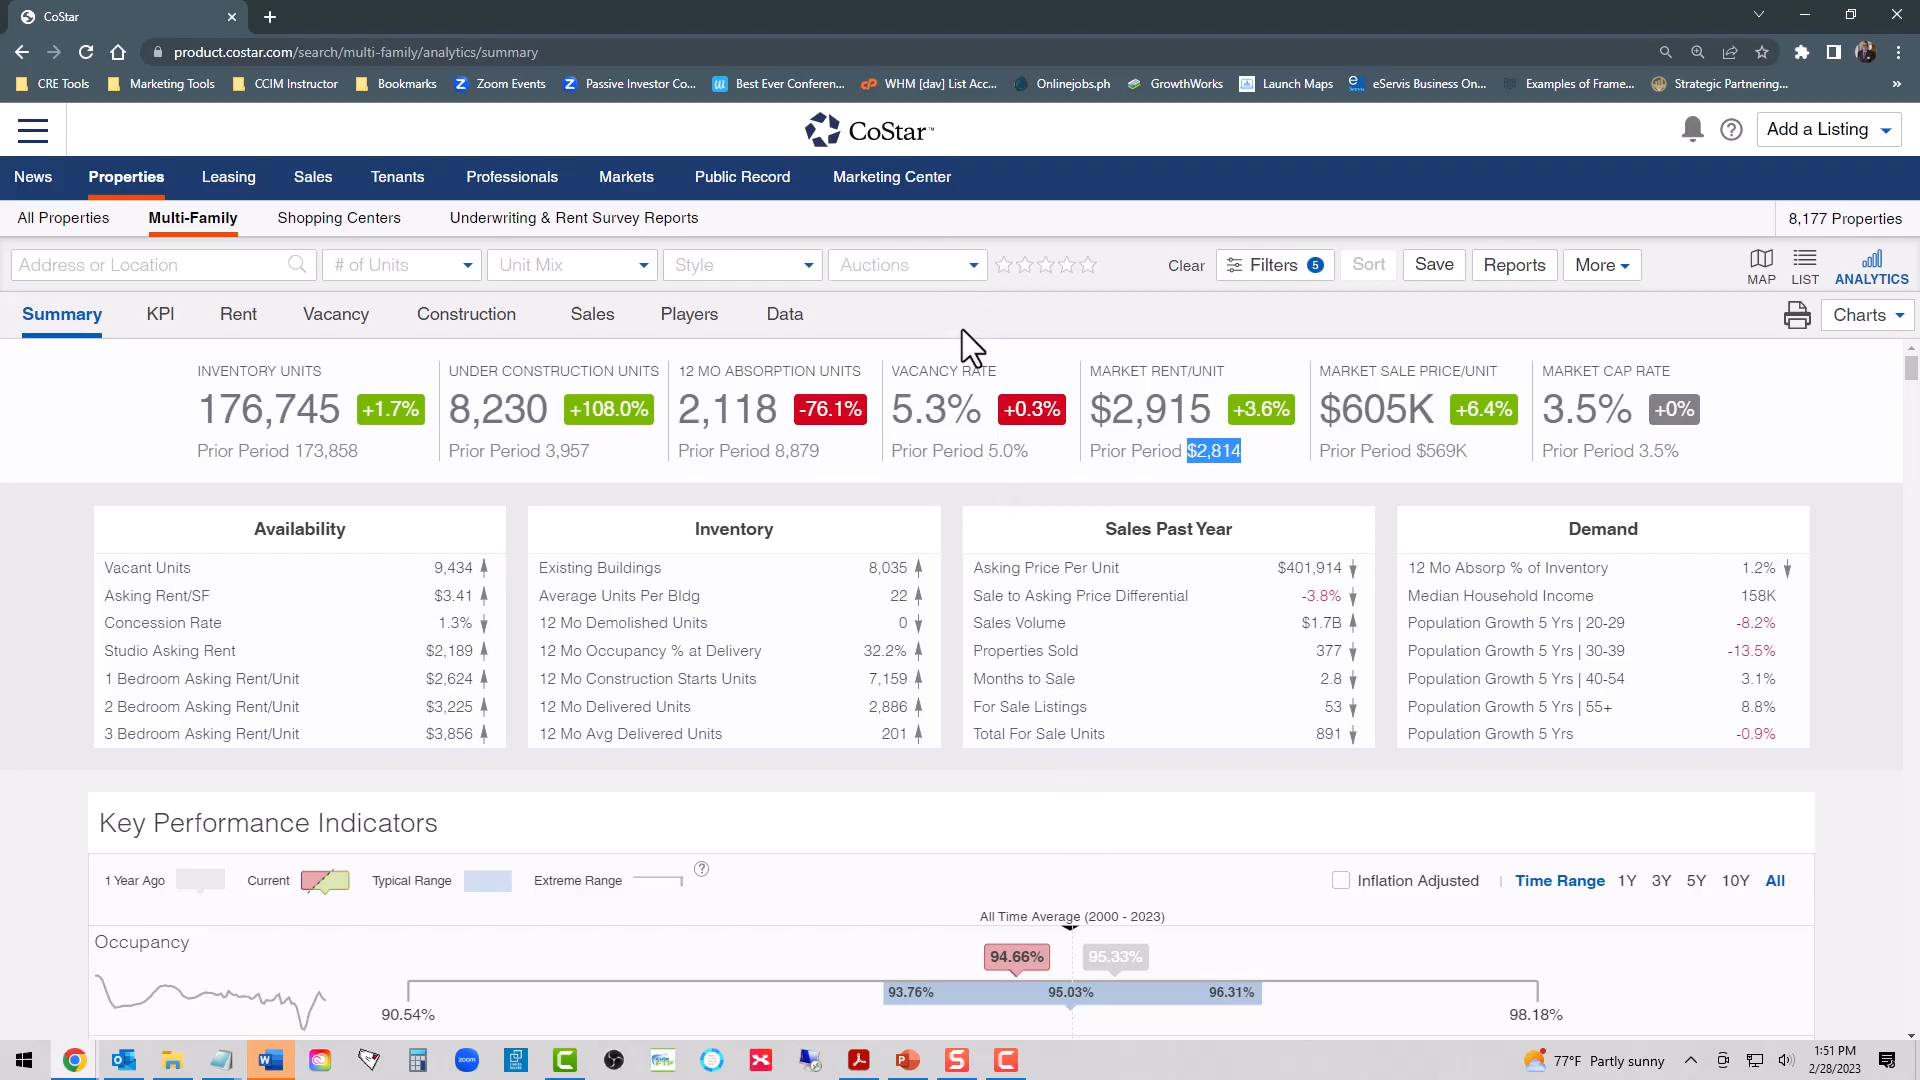 CoStar
product.costar.com/search/multi-family/analytics/summary
CRE Tools Marketing Tools CCIM Instructor Bookmarks Zoom Events Passive Investor Co... Best Ever Conferen... WHM [dav] List Acc... Onlinejobs.ph GrowthWorks Launch Maps eServis Business On... Examples of Frame... Strategic Partnering...
CoStar™
Add a Listing
News Properties Leasing Sales Tenants Professionals Markets Public Record Marketing Center
All Properties Multi-Family Shopping Centers Underwriting & Rent Survey Reports 8,177 Properties
Address or Location # of Units Unit Mix Style Auctions Clear Filters 5 Sort Save Reports More MAP LIST ANALYTICS
Summary KPI Rent Vacancy Construction Sales Players Data Charts
INVENTORY UNITS UNDER CONSTRUCTION UNITS 12 MO ABSORPTION UNITS VACANCY RATE MARKET RENT/UNIT MARKET SALE PRICE/UNIT MARKET CAP RATE
176,745 +1.7% 8,230 +108.0% 2,118 -76.1% 5.3% +0.3% $2,915 +3.6% $605K +6.4% 3.5% +0%
Prior Period 173,858 Prior Period 3,957 Prior Period 8,879 Prior Period 5.0% Prior Period $2,814 Prior Period $569K Prior Period 3.5%
Availability
Vacant Units 9,434
Asking Rent/SF $3.41
Concession Rate 1.3%
Studio Asking Rent $2,189
1 Bedroom Asking Rent/Unit $2,624
2 Bedroom Asking Rent/Unit $3,225
3 Bedroom Asking Rent/Unit $3,856
Inventory
Existing Buildings 8,035
Average Units Per Bldg 22
12 Mo Demolished Units 0
12 Mo Occupancy % at Delivery 32.2%
12 Mo Construction Starts Units 7,159
12 Mo Delivered Units 2,886
12 Mo Avg Delivered Units 201
Sales Past Year
Asking Price Per Unit $401,914
Sale to Asking Price Differential -3.8%
Sales Volume $1.7B
Properties Sold 377
Months to Sale 2.8
For Sale Listings 53
Total For Sale Units 891
Demand
12 Mo Absorp % of Inventory 1.2%
Median Household Income 158K
Population Growth 5 Yrs | 20-29 -8.2%
Population Growth 5 Yrs | 30-39 -13.5%
Population Growth 5 Yrs | 40-54 3.1%
Population Growth 5 Yrs | 55+ 8.8%
Population Growth 5 Yrs -0.9%
Key Performance Indicators
1 Year Ago Current Typical Range Extreme Range Inflation Adjusted | Time Range 1Y 3Y 5Y 10Y All
All Time Average (2000 - 2023)
Occupancy
94.66% 95.33%
93.76% 95.03% 96.31%
90.54% 98.18%
77°F Partly sunny
1:51 PM
2/28/2023